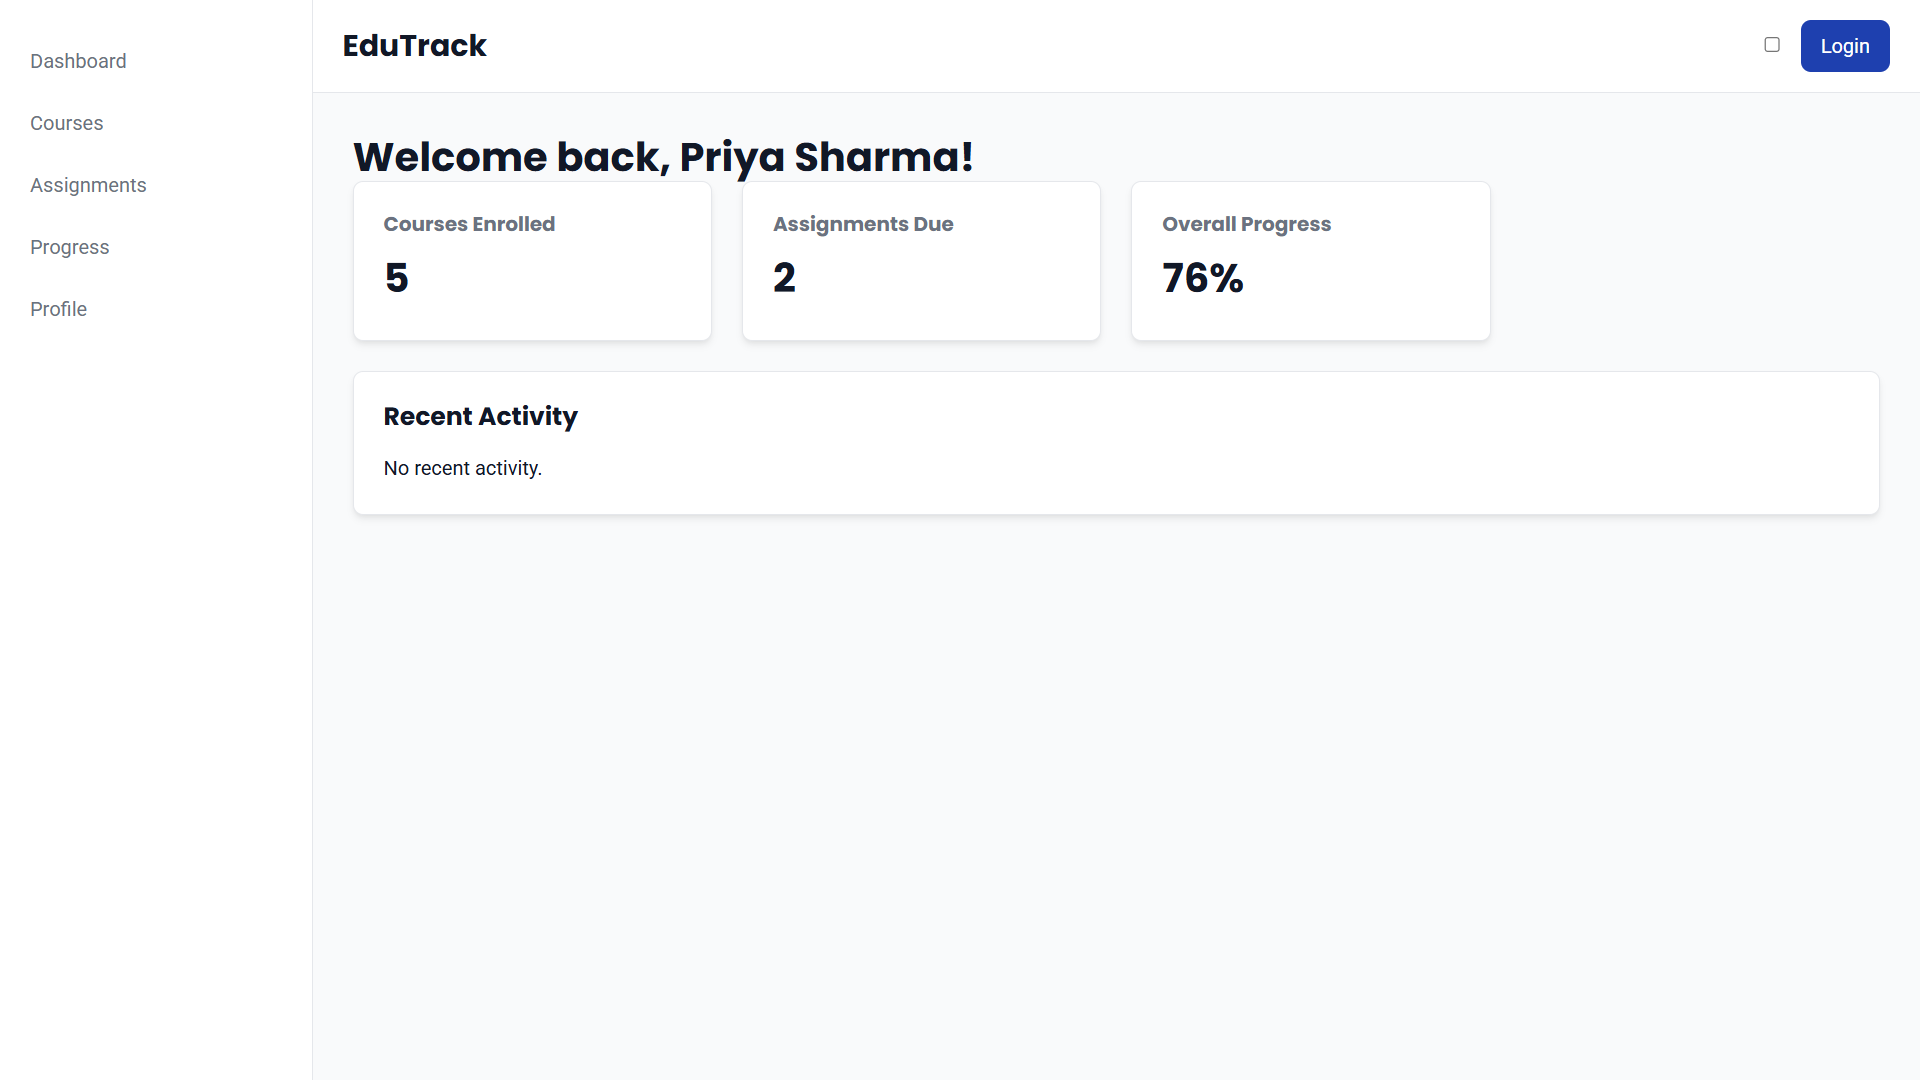 Dashboard
Courses
Assignments
Progress
Profile
EduTrack
Login
Welcome back, Priya Sharma!
Courses Enrolled
5
Assignments Due
2
Overall Progress
76%
Recent Activity
No recent activity.